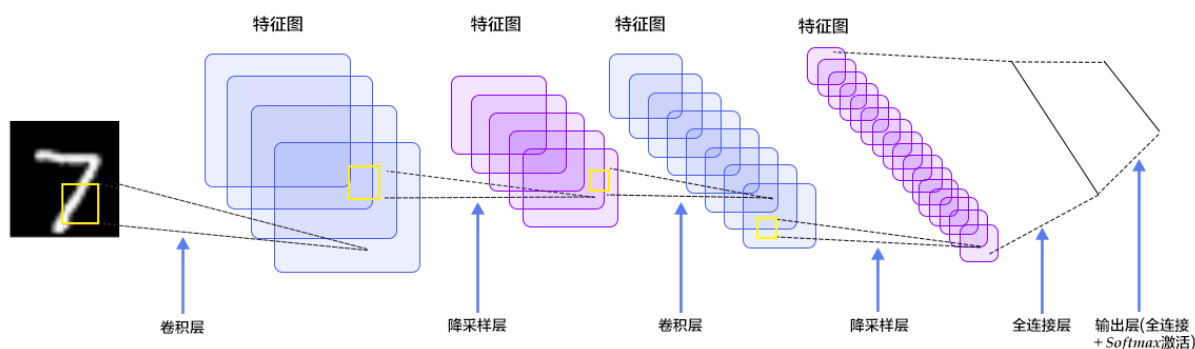 特征图
特征图
特征图
特征图
卷积层
降采样层
卷积层
降采样层
全连接层
输出层(全连接
+ Softmax激活)